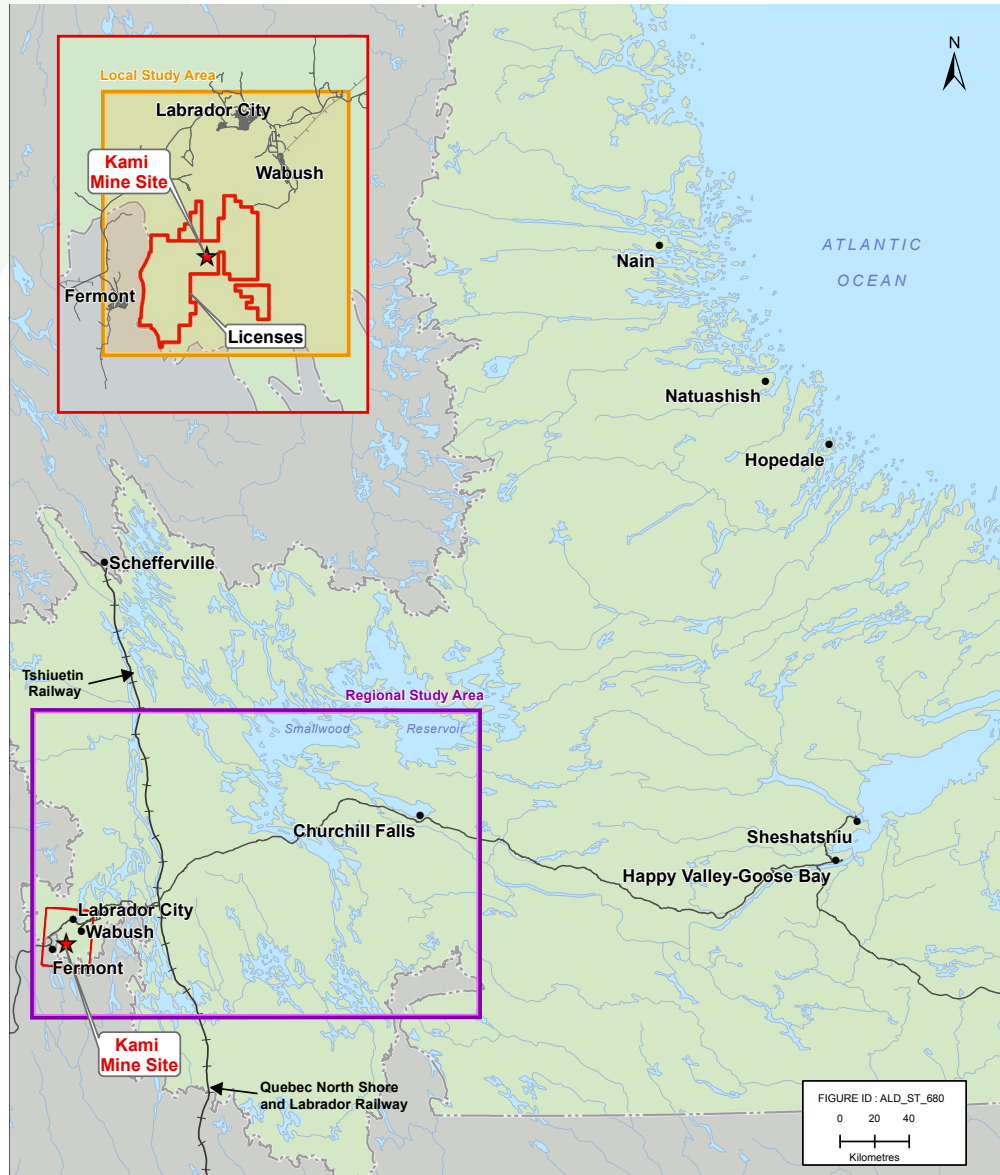 N
Local Study Area
Labrador City
Kami
Mine Site
Wabush
Fermont
Licenses
ATLANTIC
OCEAN
Nain
Natuashish
Hopedale
Schefferville
Tshiuetin
Railway
Regional Study Area
Smallwood Reservoir
Churchill Falls
Sheshatshiu
Happy Valley-Goose Bay
Labrador City
Wabush
Fermont
Kami
Mine Site
Quebec North Shore
and Labrador Railway
FIGURE ID : ALD_ST_680
0 20 40
Kilometres